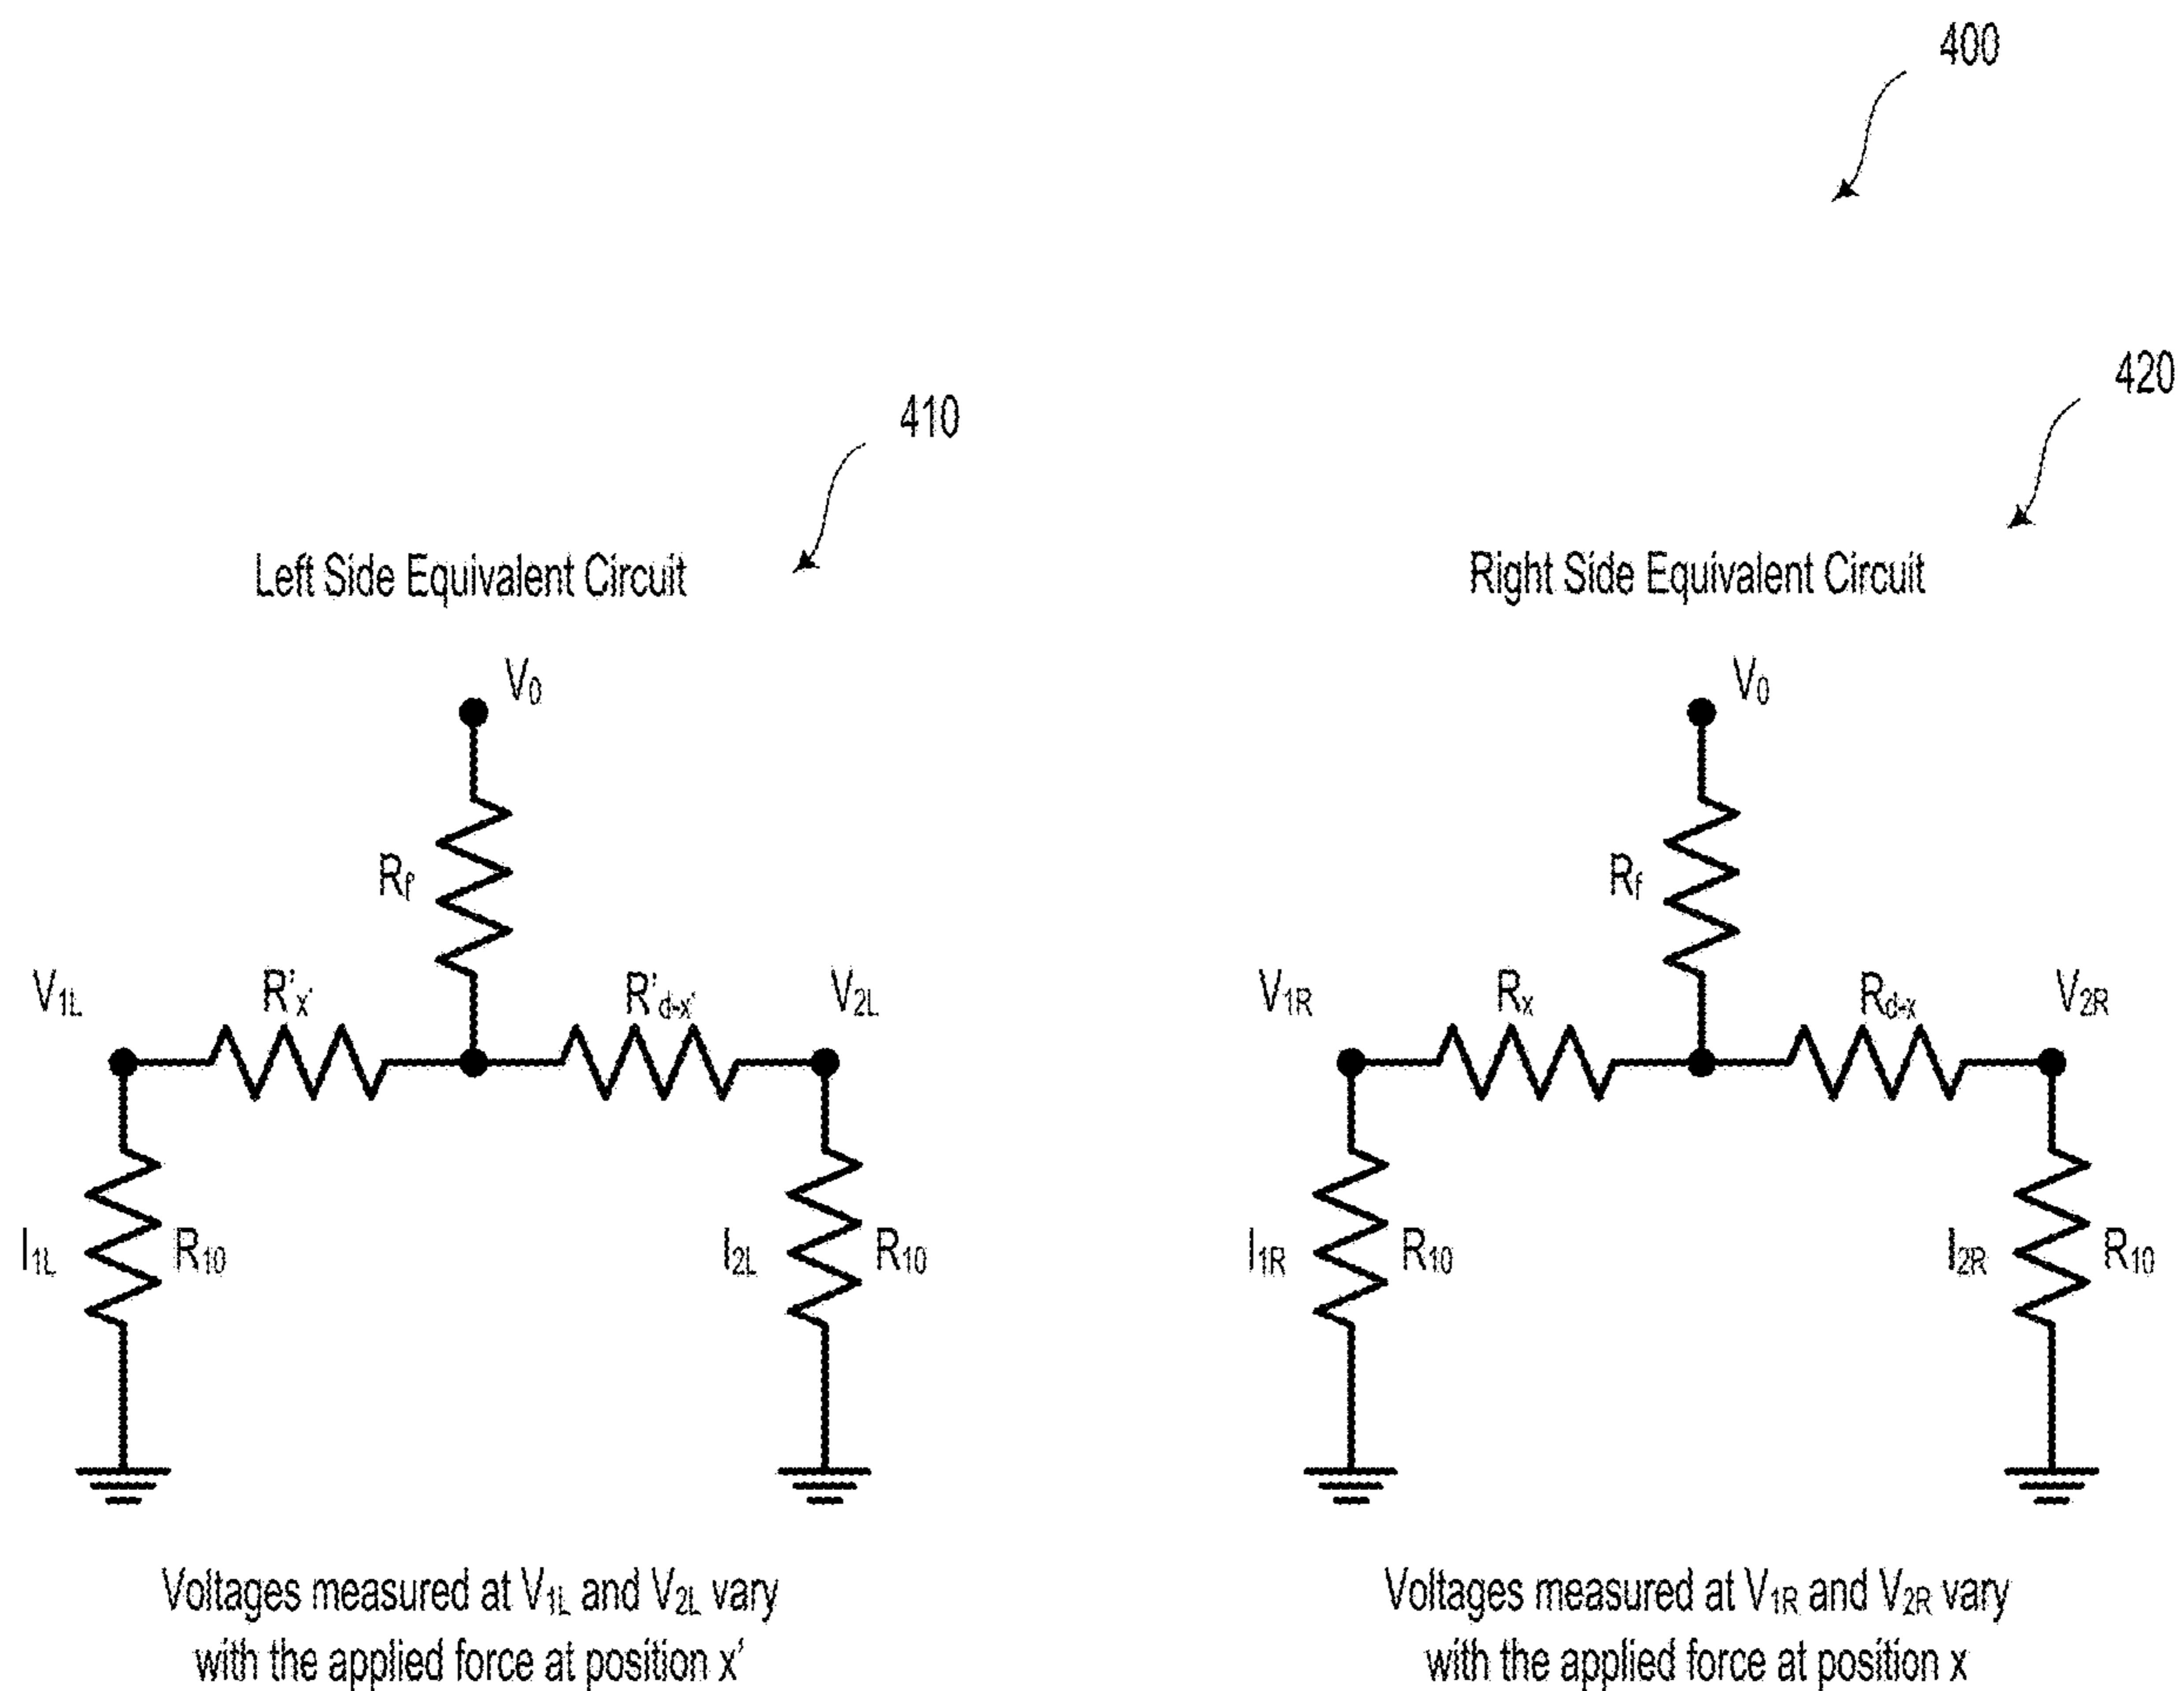 400
410
420
Left Side Equivalent Circuit
Right Side Equivalent Circuit
V₀
V₀
R_f'
R_f
V₁L
R'ₓ'
R'd-x'
V₂L
V₁R
Rₓ
Rd-x
V₂R
I₁L
R₁₀
I₂L
R₁₀
I₁R
R₁₀
I₂R
R₁₀
Voltages measured at V₁L and V₂L vary
with the applied force at position x'
Voltages measured at V₁R and V₂R vary
with the applied force at position x